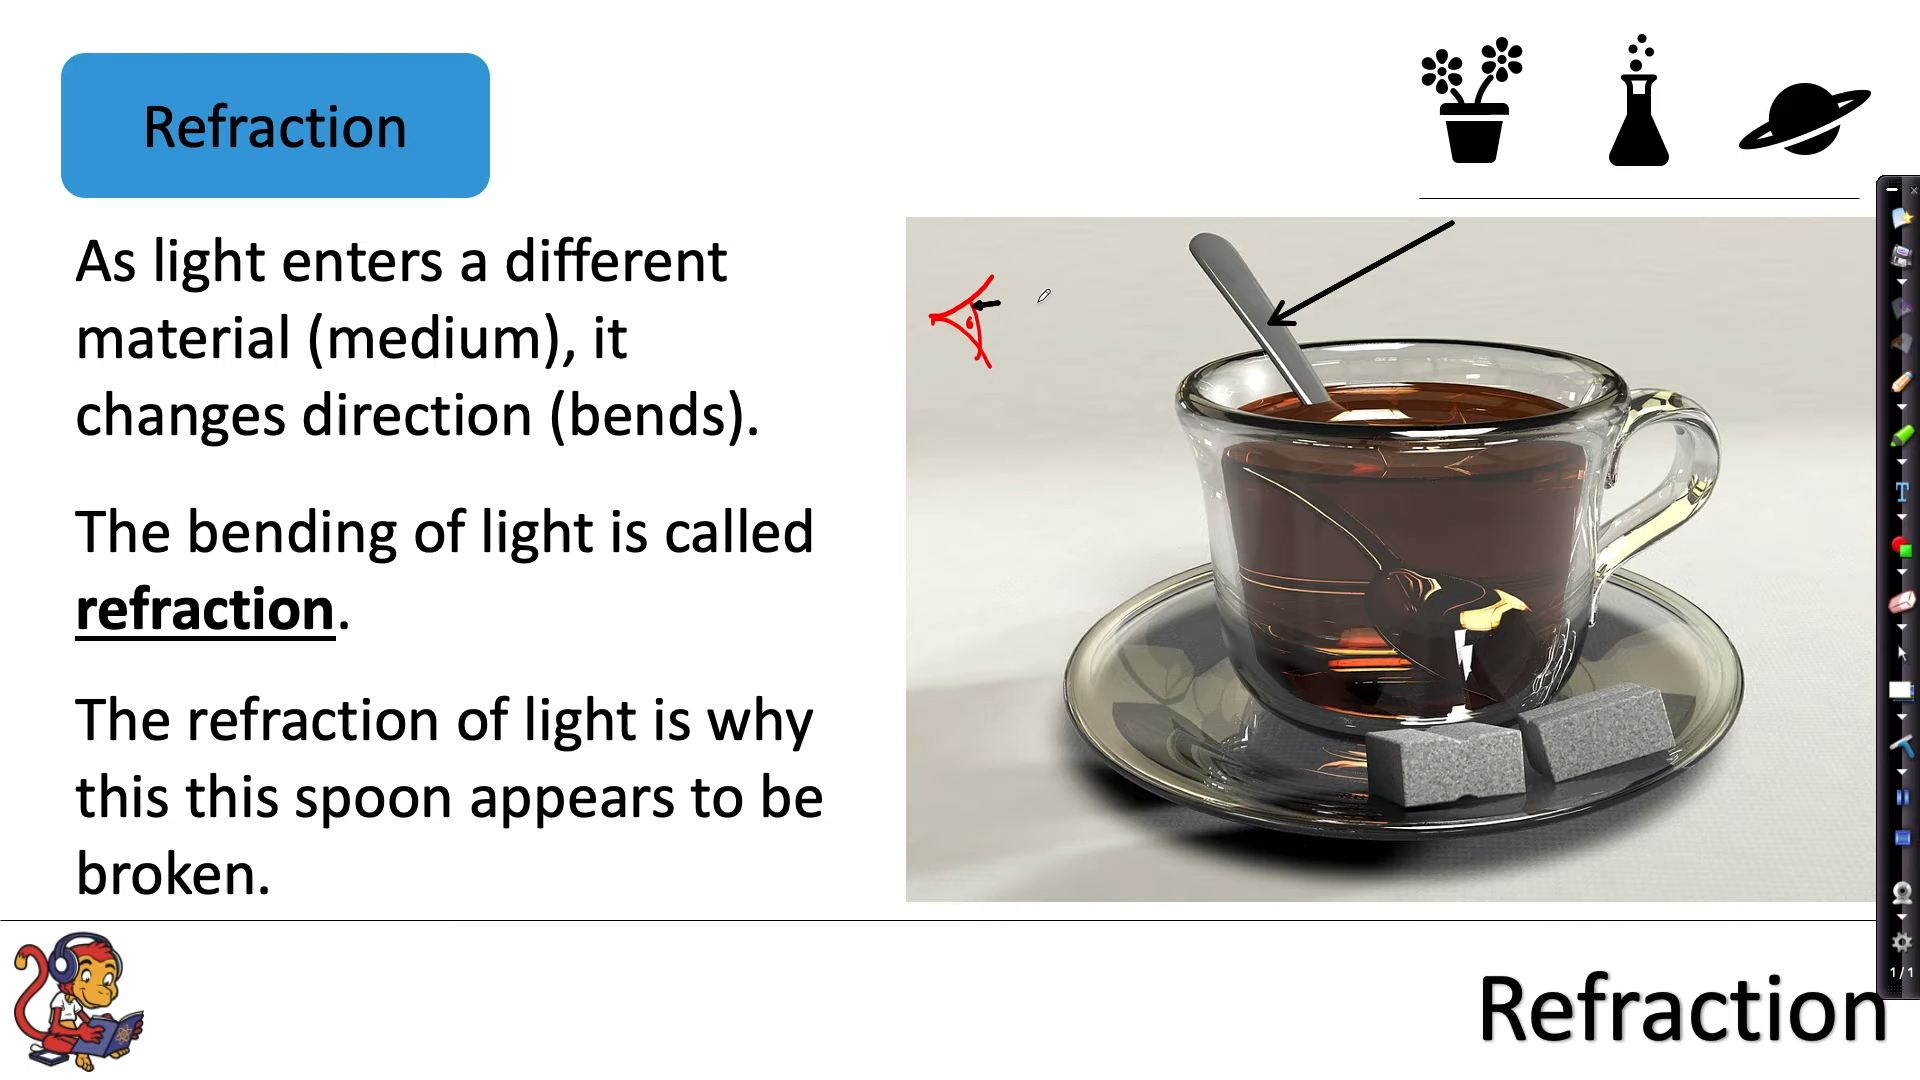 Refraction
As light enters a different
material (medium), it
changes direction (bends).
The bending of light is called
refraction.
The refraction of light is why
this this spoon appears to be
broken.
T
1/1
Refraction